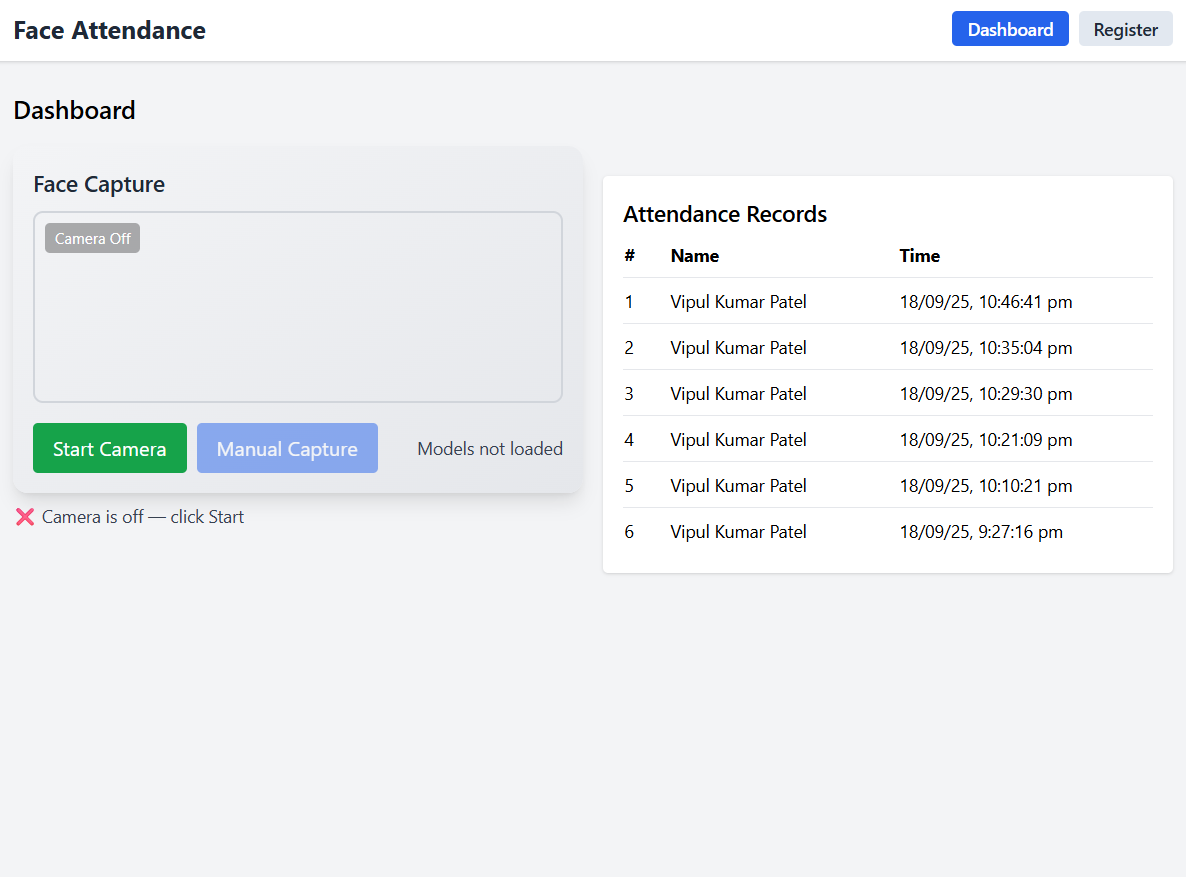 Face Attendance
Dashboard
Register
Dashboard
Face Capture
Camera Off
Start Camera
Manual Capture
Models not loaded
❌ Camera is off — click Start
Attendance Records
# Name Time
1 Vipul Kumar Patel 18/09/25, 10:46:41 pm
2 Vipul Kumar Patel 18/09/25, 10:35:04 pm
3 Vipul Kumar Patel 18/09/25, 10:29:30 pm
4 Vipul Kumar Patel 18/09/25, 10:21:09 pm
5 Vipul Kumar Patel 18/09/25, 10:10:21 pm
6 Vipul Kumar Patel 18/09/25, 9:27:16 pm